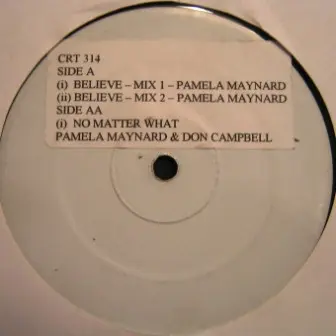 CRT 314
SIDE A
(i) BELIEVE – MIX 1 – PAMELA MAYNARD
(ii) BELIEVE – MIX 2 – PAMELA MAYNARD
SIDE AA
(i) NO MATTER WHAT
PAMELA MAYNARD & DON CAMPBELL